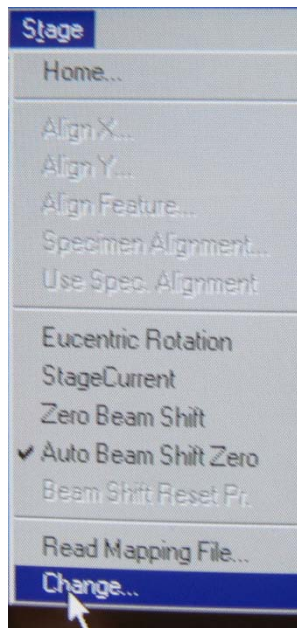 Stage
Home...
Align X...
Align Y...
Align Feature...
Specimen Alignment...
Use Spec. Alignment
Eucentric Rotation
StageCurrent
Zero Beam Shift
Auto Beam Shift Zero
Beam Shift Reset Pr.
Read Mapping File...
Change...